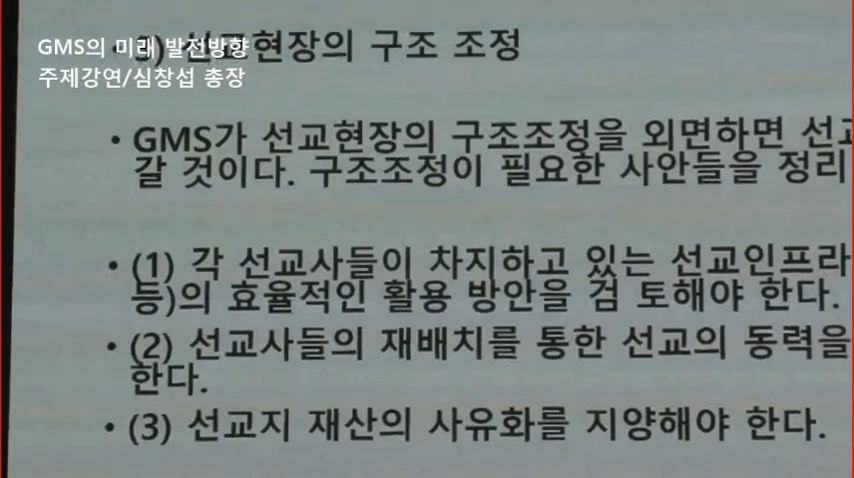 GMS의 미래 발전방향
주제강연/심창섭 총장
선교현장의 구조 조정
• GMS가 선교현장의 구조조정을 외면하면
갈 것이다. 구조조정이 필요한 사안들을 정리
• (1) 각 선교사들이 차지하고 있는 선교인프라
등)의 효율적인 활용 방안을 검 토해야 한다.
• (2) 선교사들의 재배치를 통한 선교의 동력을
한다.
• (3) 선교지 재산의 사유화를 지양해야 한다.